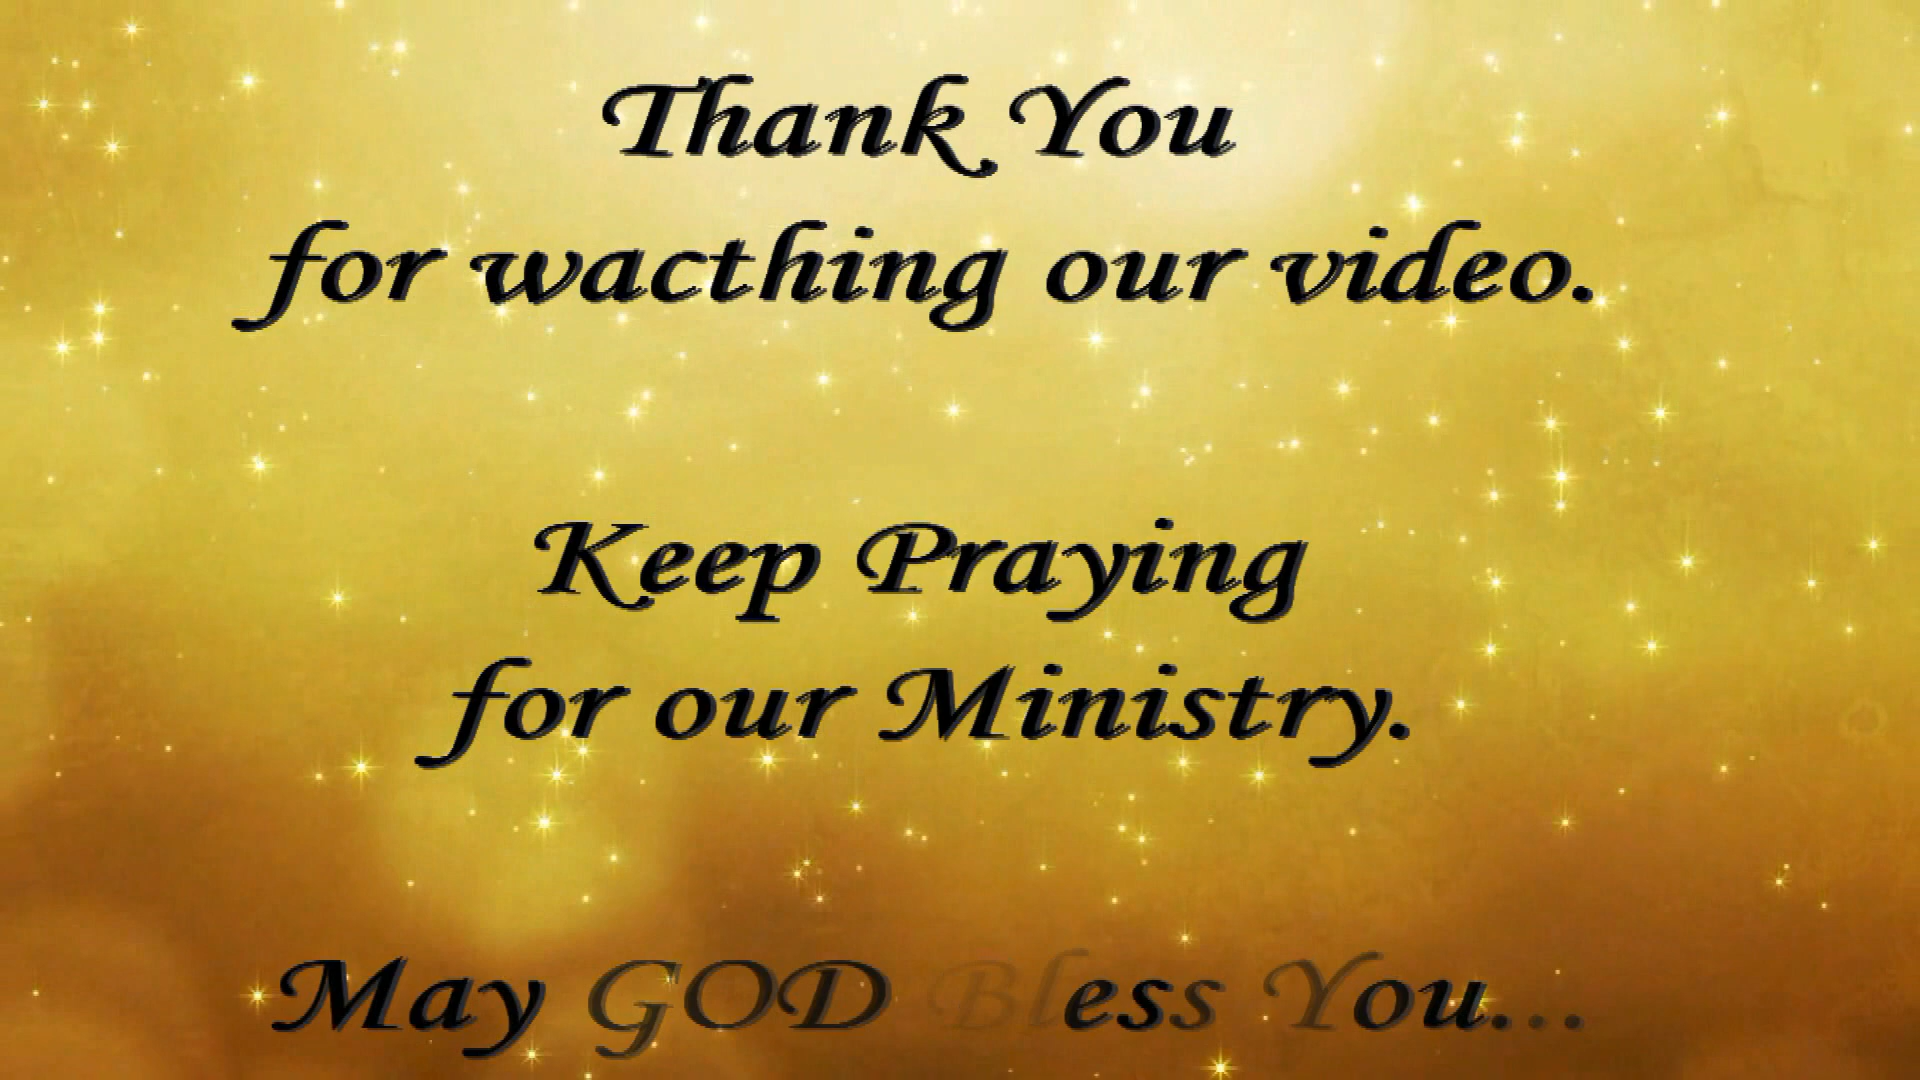 Thank You
for wacthing our video.
Keep Praying
for our Ministry.
May GOD Bless You...